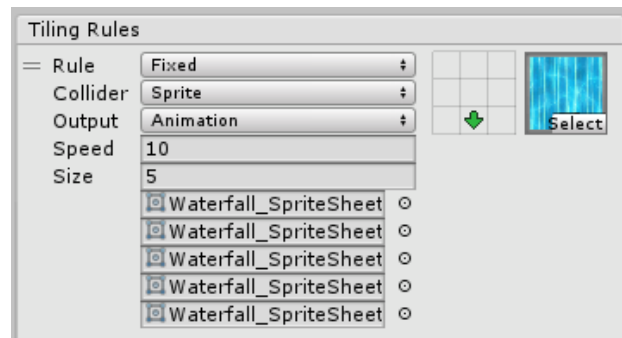 Tiling Rules
Rule Fixed
Collider Sprite
Output Animation
Select
Speed 10
Size 5
Waterfall_SpriteSheet
Waterfall_SpriteSheet
Waterfall_SpriteSheet
Waterfall_SpriteSheet
Waterfall_SpriteSheet